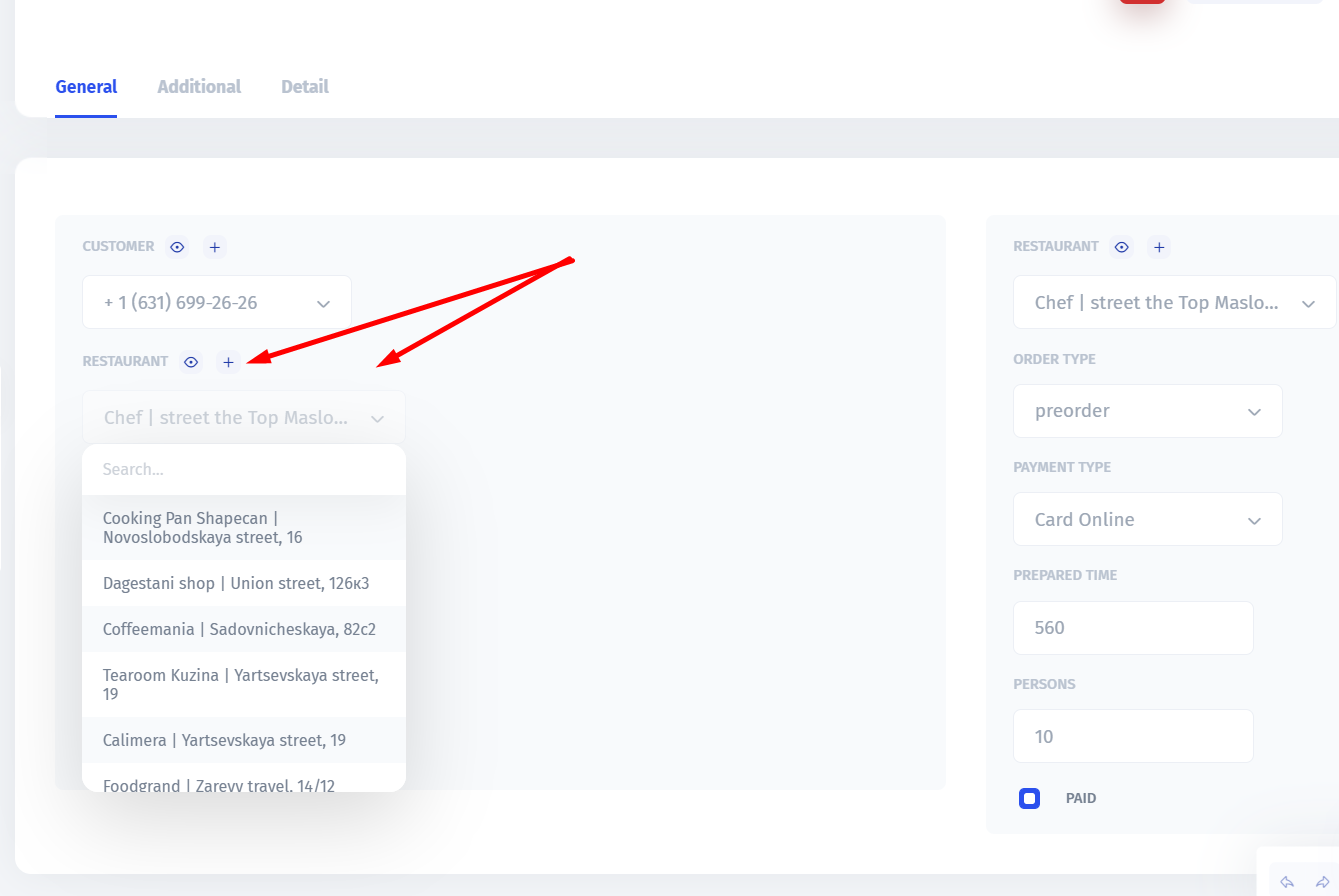 General Additional Detail
CUSTOMER
+ 1 (631) 699-26-26
RESTAURANT
Chef | street the Top Maslo...
Search...
Cooking Pan Shapecan |
Novoslobodskaya street, 16
Dagestani shop | Union street, 126к3
Coffeemania | Sadovnicheskaya, 82с2
Tearoom Kuzina | Yartsevskaya street,
19
Calimera | Yartsevskaya street, 19
Foodgrand | Zarevy travel, 14/12
RESTAURANT
Chef | street the Top Maslo...
ORDER TYPE
preorder
PAYMENT TYPE
Card Online
PREPARED TIME
560
PERSONS
10
PAID